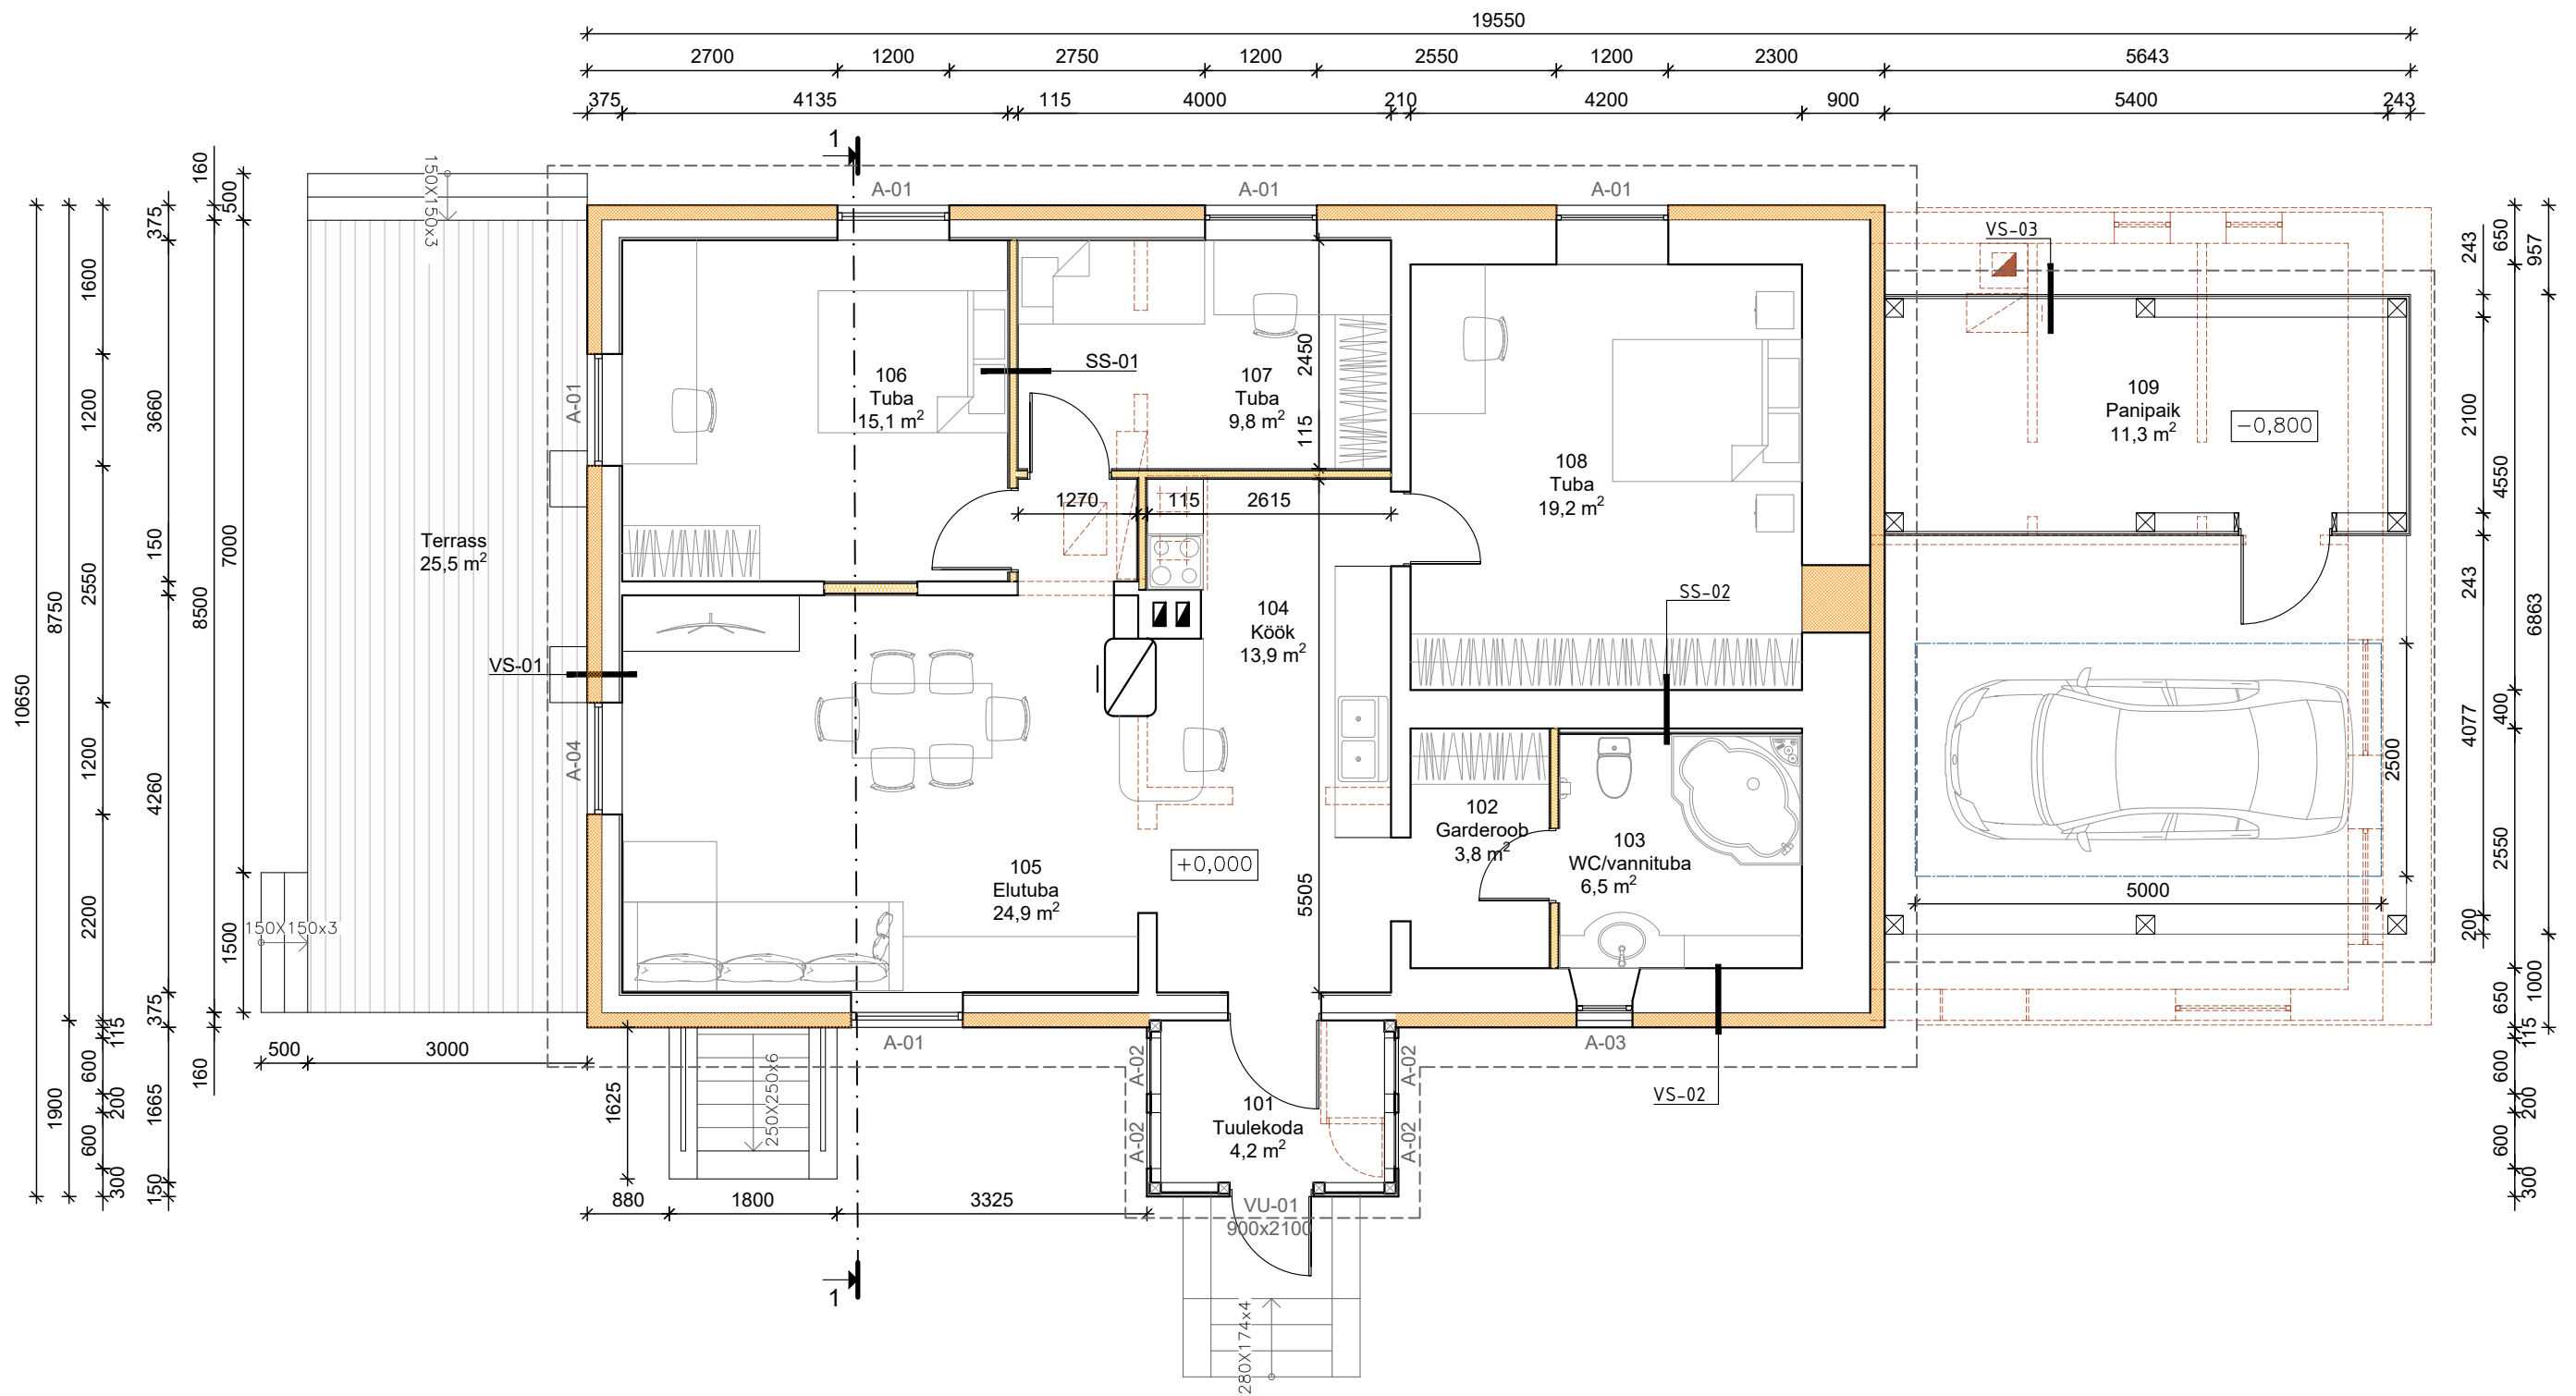 19550
2700 1200 2750 1200 2550 1200 2300 5643
375 4135 115 4000 210 4200 900 5400 243
1 A-01 A-01 A-01
10650
8750
1900
1600
1200
2550
1200
2200
115
600
200
600
300
375
3660
150
4260
375
1665
150
160
8500
160
500
7000
1500
150X150x3
150X150x3
Terrass
25,5 m²
VS-01
A-01
A-04
106
Tuba
15,1 m²
SS-01
107
Tuba
9,8 m²
2450
115
1270 115 2615
108
Tuba
19,2 m²
VS-03
109
Panipaik
11,3 m²
-0,800
104
Köök
13,9 m²
SS-02
105
Elutuba
24,9 m²
+0,000
5505
102
Garderoob
3,8 m²
103
WC/vannituba
6,5 m²
2500
5000
243
2100
243
4077
200
4550
650
957
6863
400
2550
650
1000
115
600
200
600
300
500 3000
1625
250X250x6
A-01
A-02
A-02
A-02
A-02
A-03
VS-02
101
Tuulekoda
4,2 m²
880 1800 3325
VU-01
900x2100
1
280X174x4